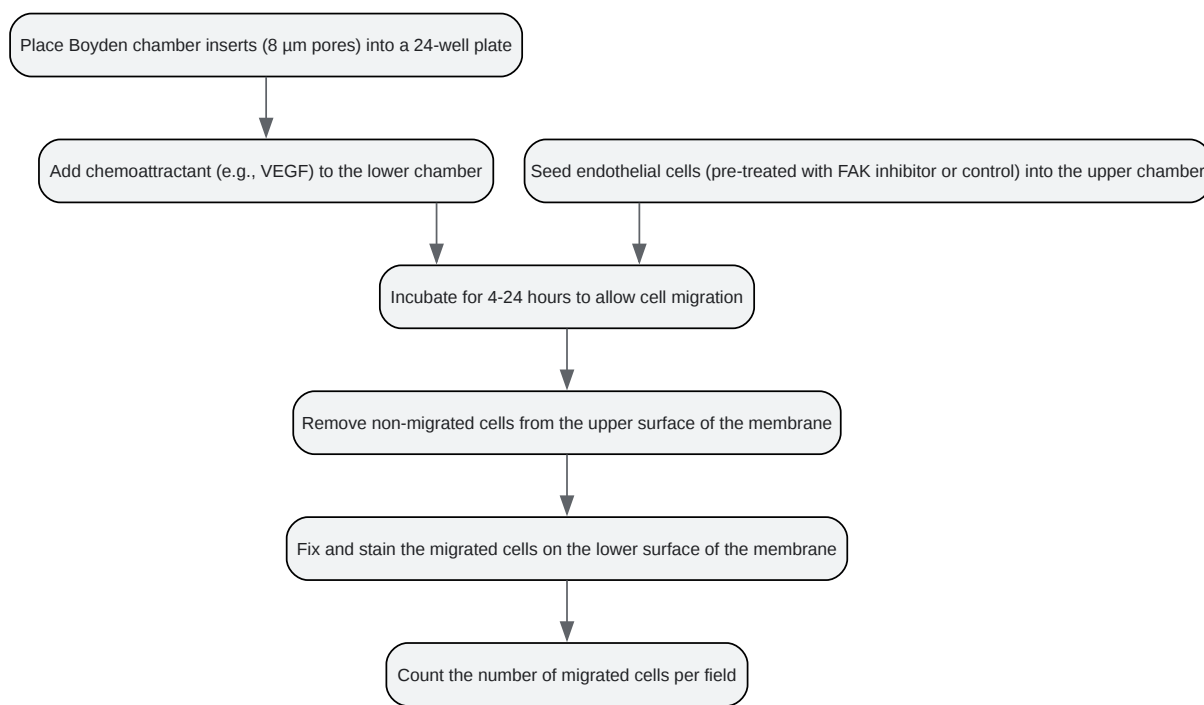 Place Boyden chamber inserts (8 µm pores) into a 24-well plate
Add chemoattractant (e.g., VEGF) to the lower chamber
Seed endothelial cells (pre-treated with FAK inhibitor or control) into the upper chamber
Incubate for 4-24 hours to allow cell migration
Remove non-migrated cells from the upper surface of the membrane
Fix and stain the migrated cells on the lower surface of the membrane
Count the number of migrated cells per field